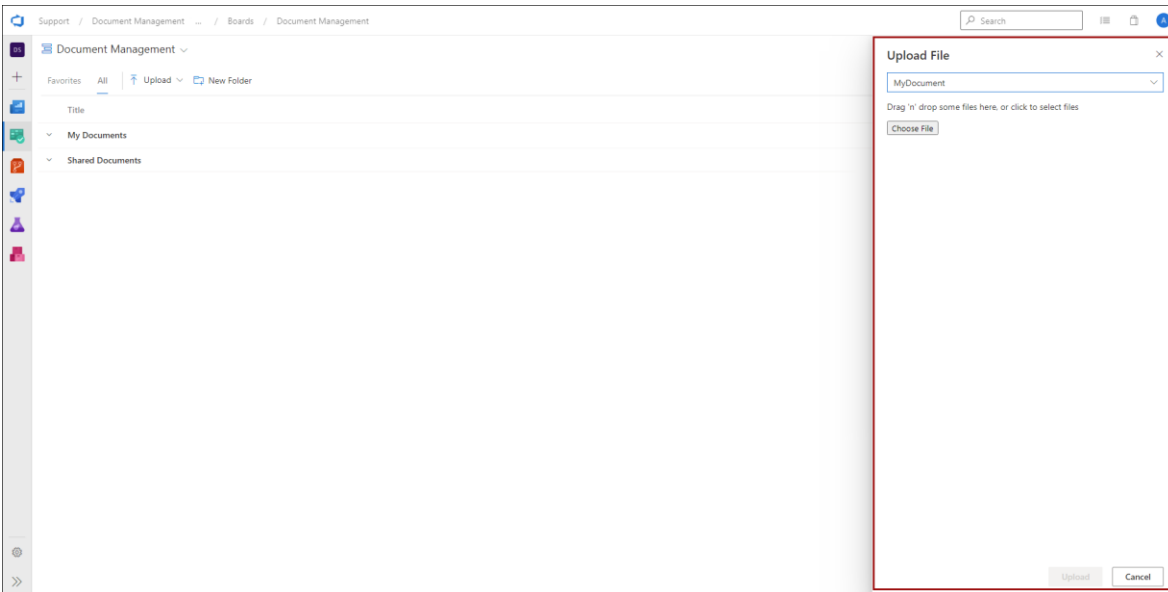 Support / Document Management ... / Boards / Document Management
Search
A
DS
Document Management
Favorites All Upload New Folder
Title
My Documents
Shared Documents
Upload File
MyDocument
Drag 'n' drop some files here, or click to select files
Choose File
Upload Cancel